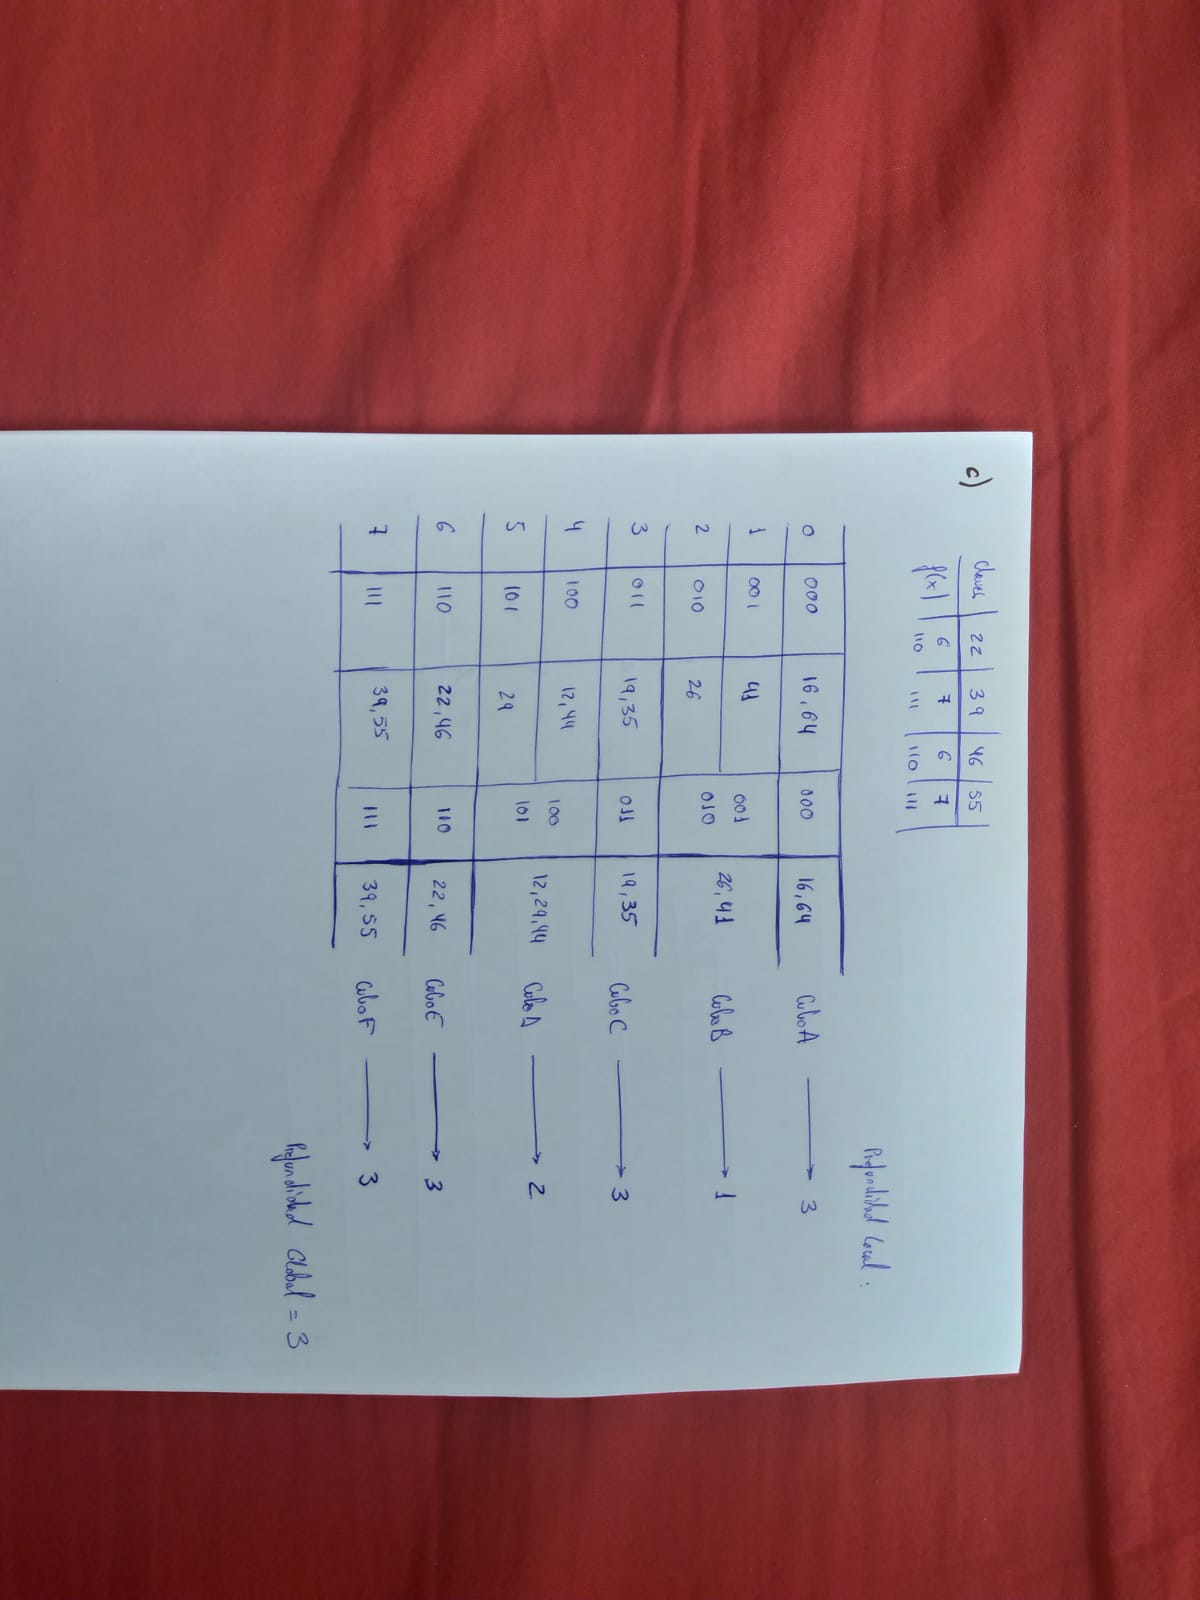 c)
Claves | 22 | 39 | 46 | 55
f(x) | 6 | 7 | 6 | 7
110 | 111 | 110 | 111
Profundidad local:
0 | 000 | 16,64 | 000 | 16,64 Cubo A → 3
1 | 001 | 41 | 001
2 | 010 | 26 | 010 | 26,41 Cubo B → 1
3 | 011 | 19,35 | 011 | 19,35 Cubo C → 3
4 | 100 | 12,44 | 100
5 | 101 | 29 | 101 | 12,29,44 Cubo D → 2
6 | 110 | 22,46 | 110 | 22,46 Cubo E → 3
7 | 111 | 39,55 | 111 | 39,55 Cubo F → 3
Profundidad Global = 3